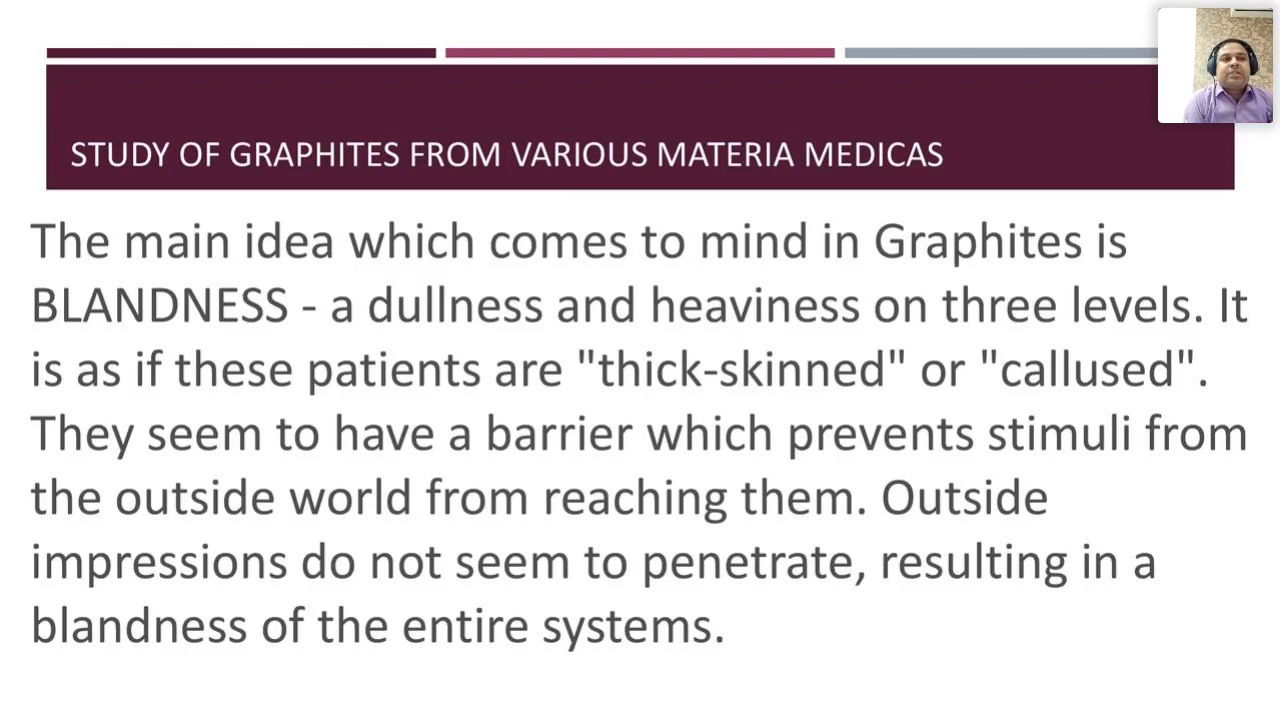 STUDY OF GRAPHITES FROM VARIOUS MATERIA MEDICAS
The main idea which comes to mind in Graphites is
BLANDNESS - a dullness and heaviness on three levels. It
is as if these patients are "thick-skinned" or "callused".
They seem to have a barrier which prevents stimuli from
the outside world from reaching them. Outside
impressions do not seem to penetrate, resulting in a
blandness of the entire systems.